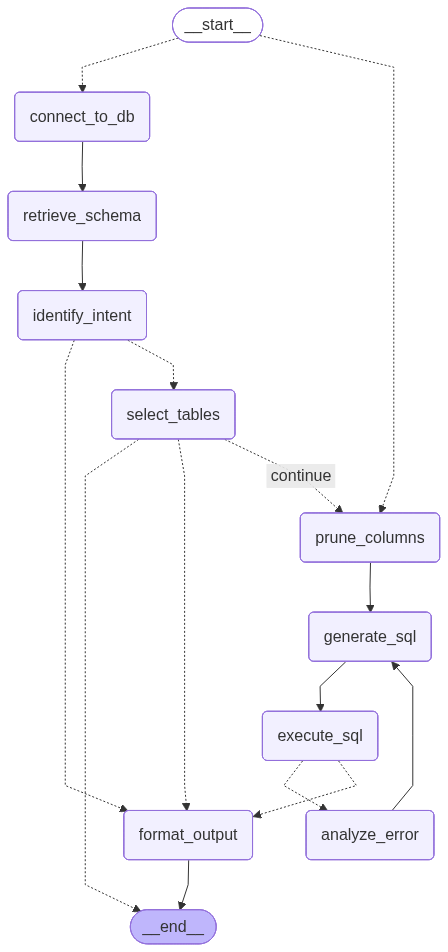 __start__
connect_to_db
retrieve_schema
identify_intent
select_tables
continue
prune_columns
generate_sql
execute_sql
format_output
analyze_error
__end__